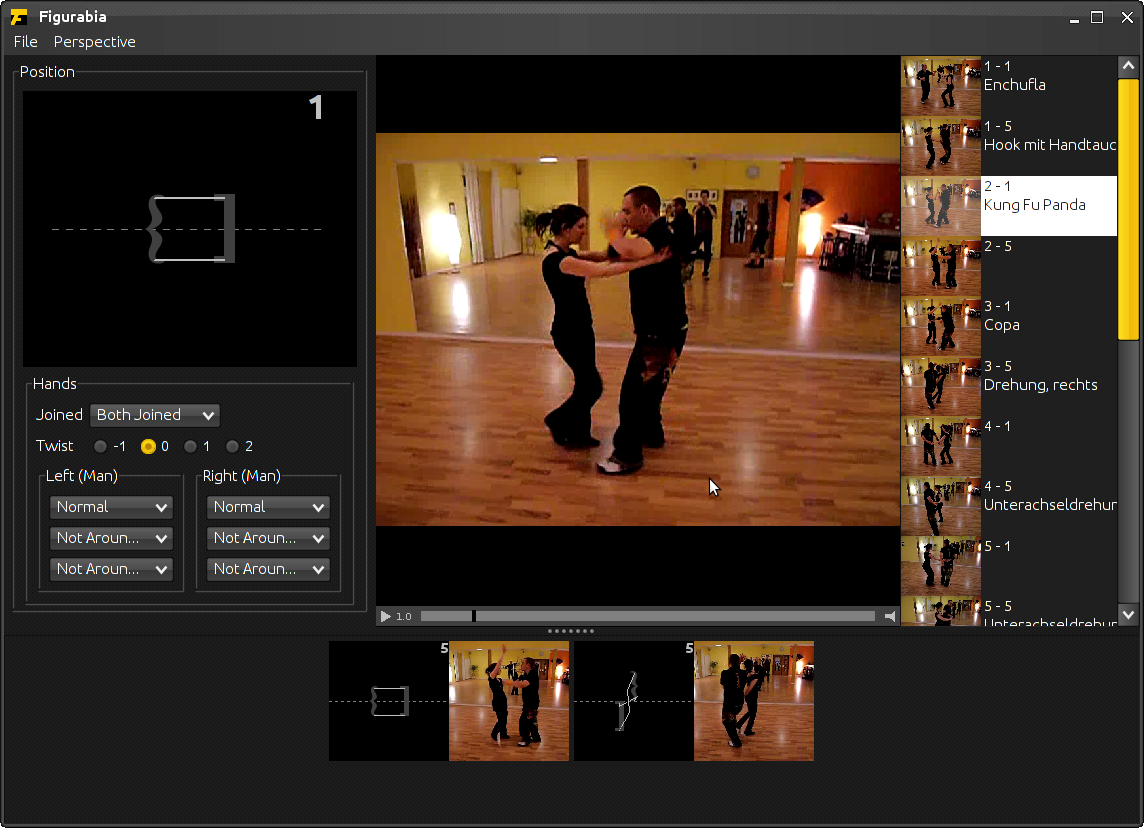 Figurabia
File Perspective
Position
1
Hands
Joined Both Joined
Twist -1 0 1 2
Left (Man) Right (Man)
Normal Normal
Not Aroun... Not Aroun...
Not Aroun... Not Aroun...
1.0
1 - 1
Enchufla
1 - 5
Hook mit Handtauc
2 - 1
Kung Fu Panda
2 - 5
3 - 1
Copa
3 - 5
Drehung, rechts
4 - 1
4 - 5
Unterachseldrehur
5 - 1
5 - 5
Unterachseldrehur
5
5